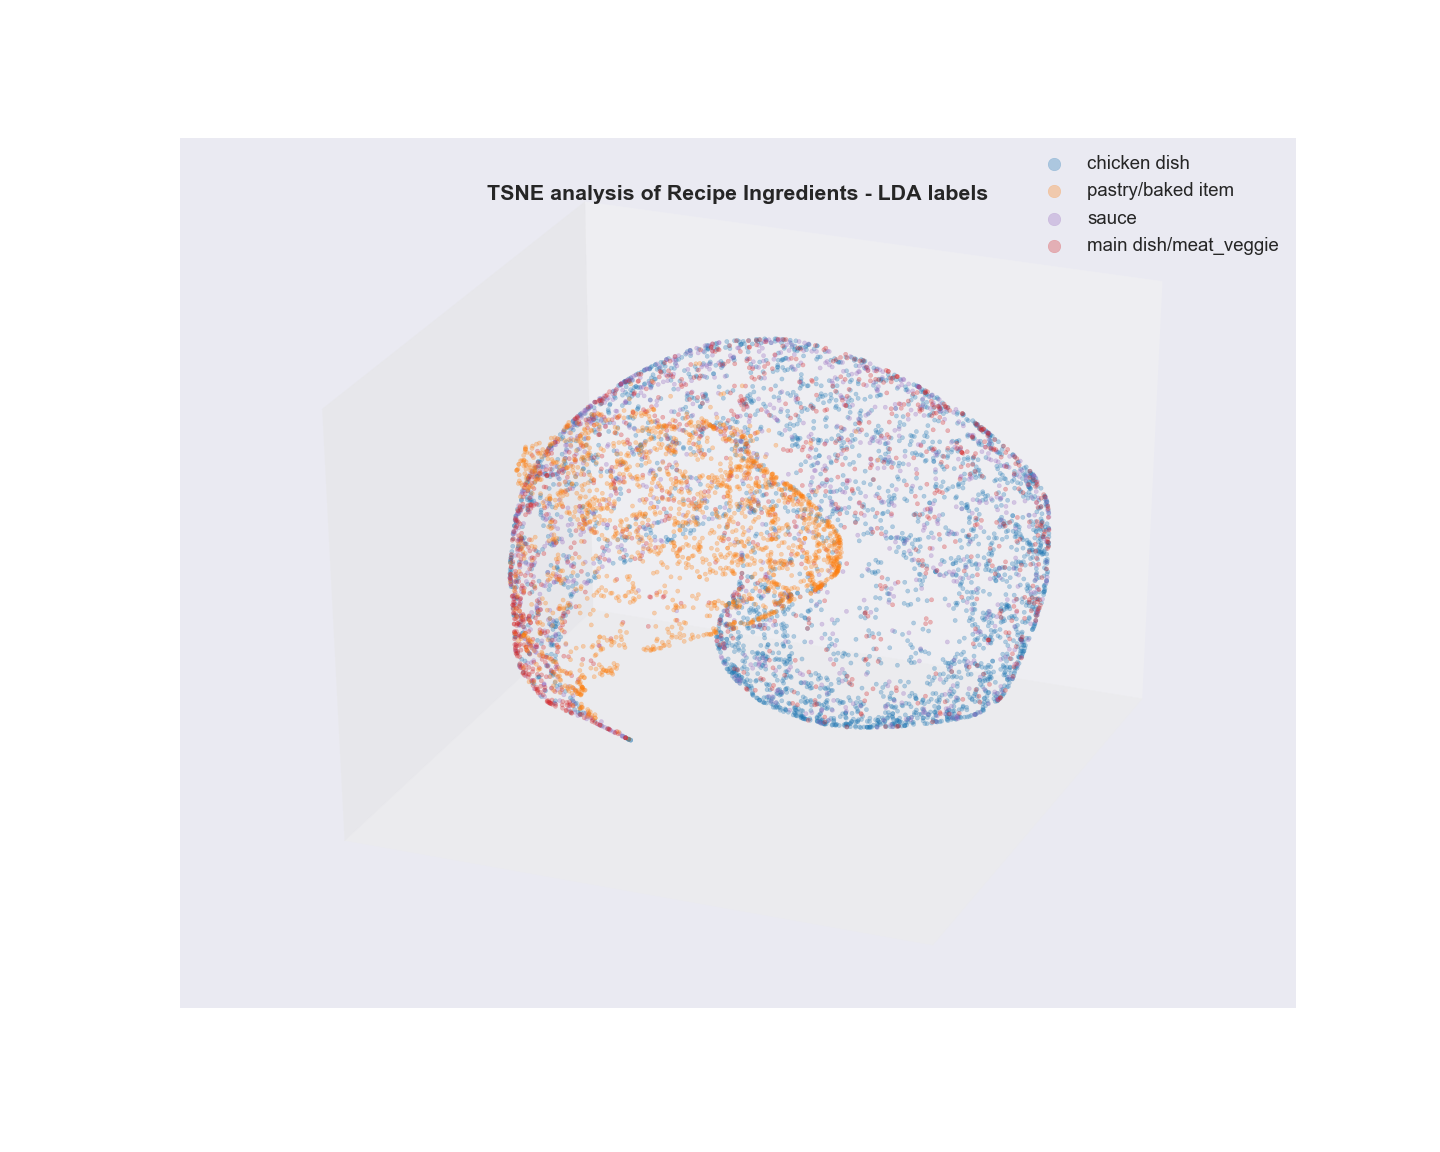 TSNE analysis of Recipe Ingredients - LDA labels
chicken dish
pastry/baked item
sauce
main dish/meat_veggie